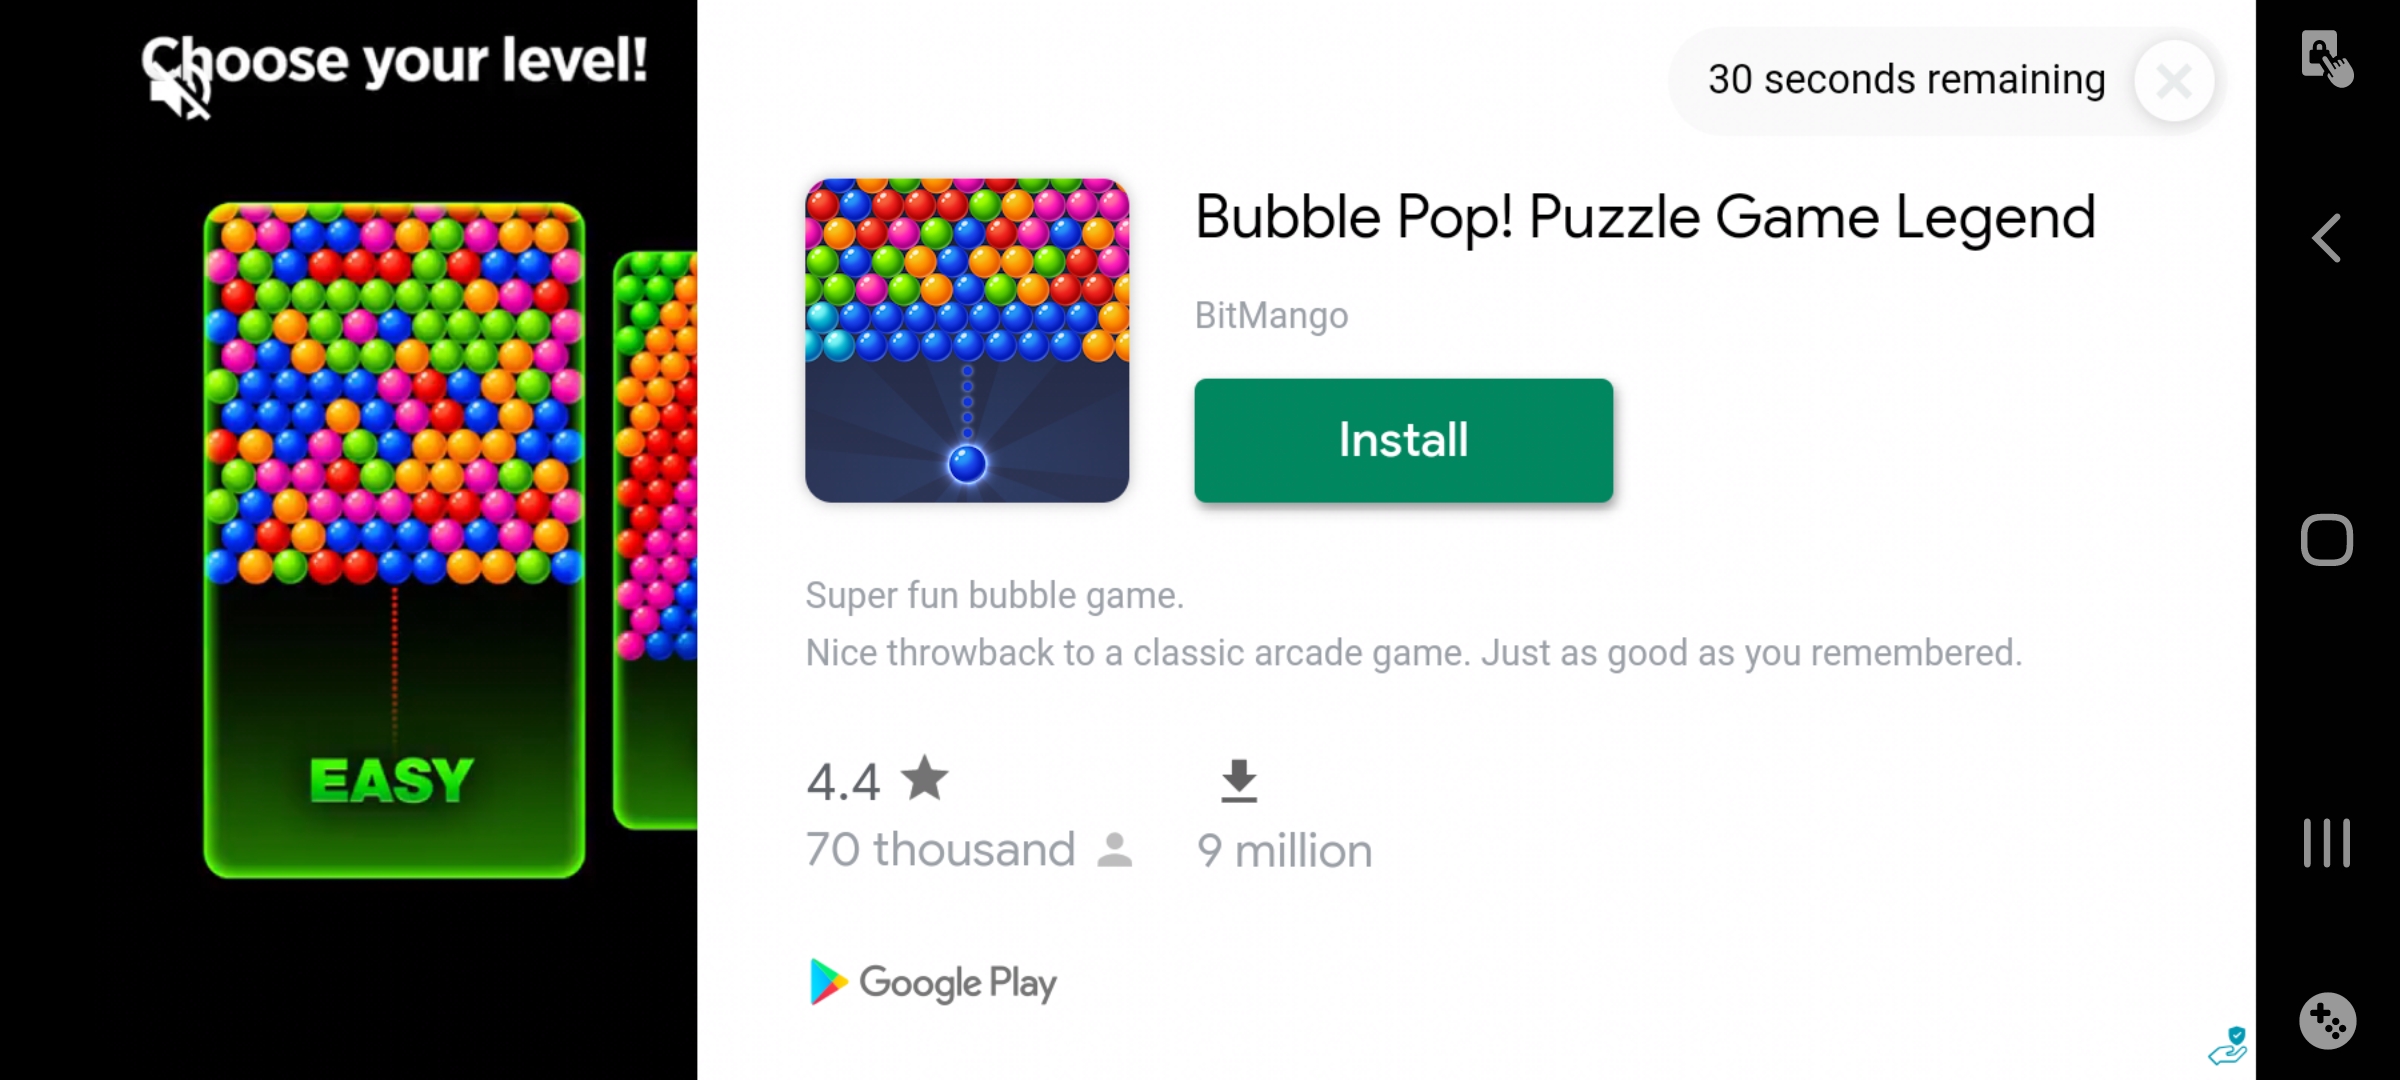 Choose your level!
EASY
30 seconds remaining
Bubble Pop! Puzzle Game Legend
BitMango
Install
Super fun bubble game.
Nice throwback to a classic arcade game. Just as good as you remembered.
4.4
70 thousand
9 million
Google Play